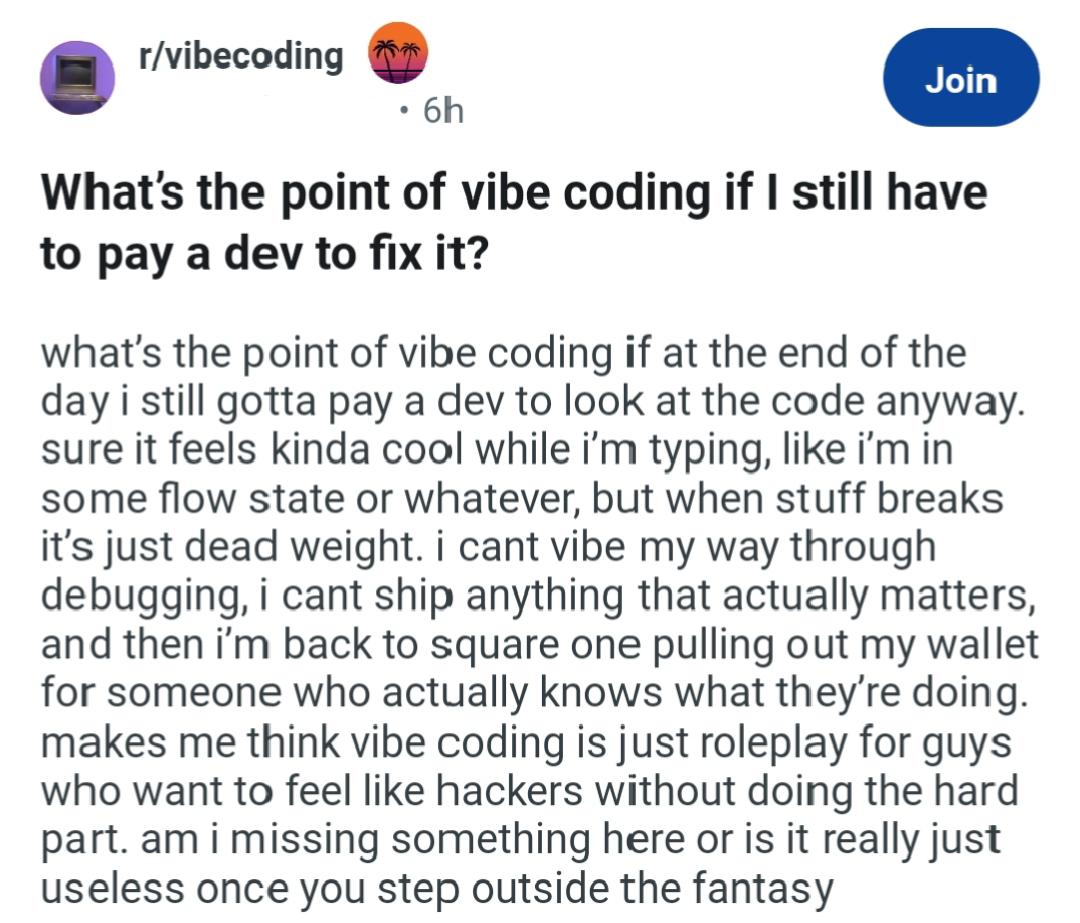 r/vibecoding
• 6h
Join
What's the point of vibe coding if I still have
to pay a dev to fix it?
what's the point of vibe coding if at the end of the
day i still gotta pay a dev to look at the code anyway.
sure it feels kinda cool while i'm typing, like i'm in
some flow state or whatever, but when stuff breaks
it's just dead weight. i cant vibe my way through
debugging, i cant ship anything that actually matters,
and then i'm back to square one pulling out my wallet
for someone who actually knows what they're doing.
makes me think vibe coding is just roleplay for guys
who want to feel like hackers without doing the hard
part. am i missing something here or is it really just
useless once you step outside the fantasy